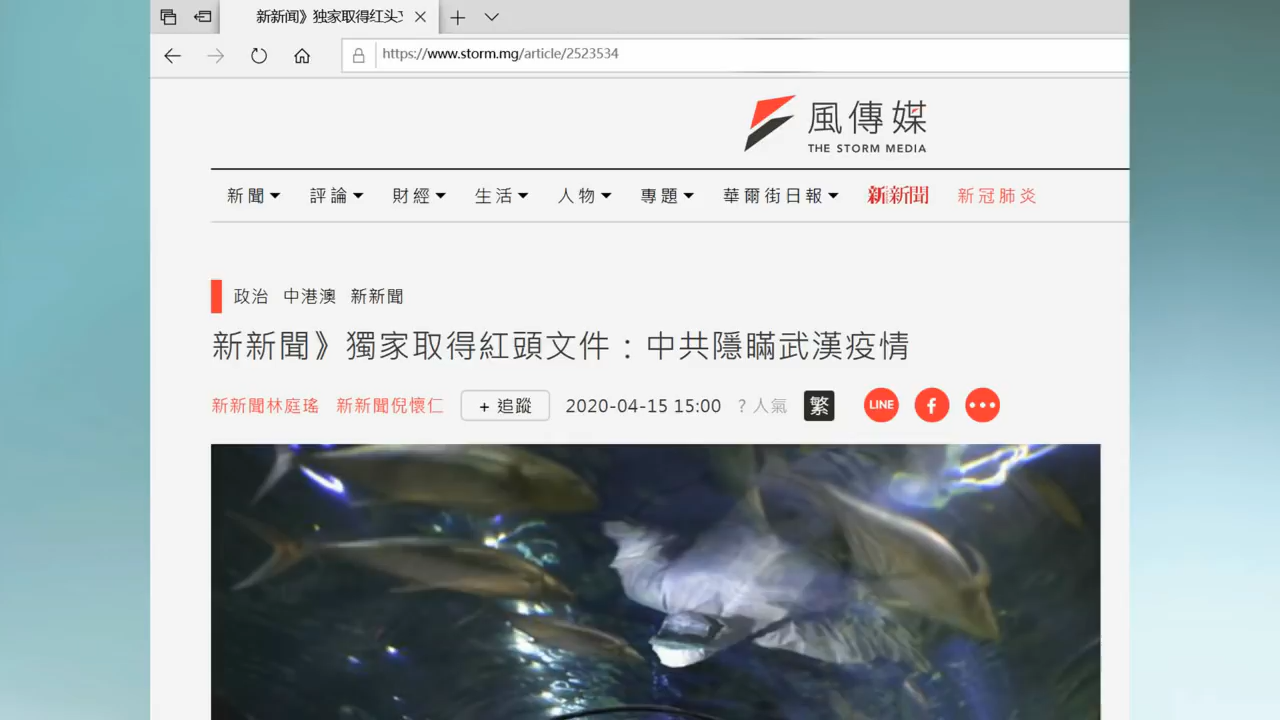 新新闻》独家取得红头文
https://www.storm.mg/article/2523534
風傳媒
THE STORM MEDIA
新聞 評論 財經 生活 人物 專題 華爾街日報 新新聞 新冠肺炎
政治 中港澳 新新聞
新新聞》獨家取得紅頭文件：中共隱瞞武漢疫情
新新聞林庭瑤 新新聞倪懷仁 + 追蹤 2020-04-15 15:00 ? 人氣 繁 LINE f